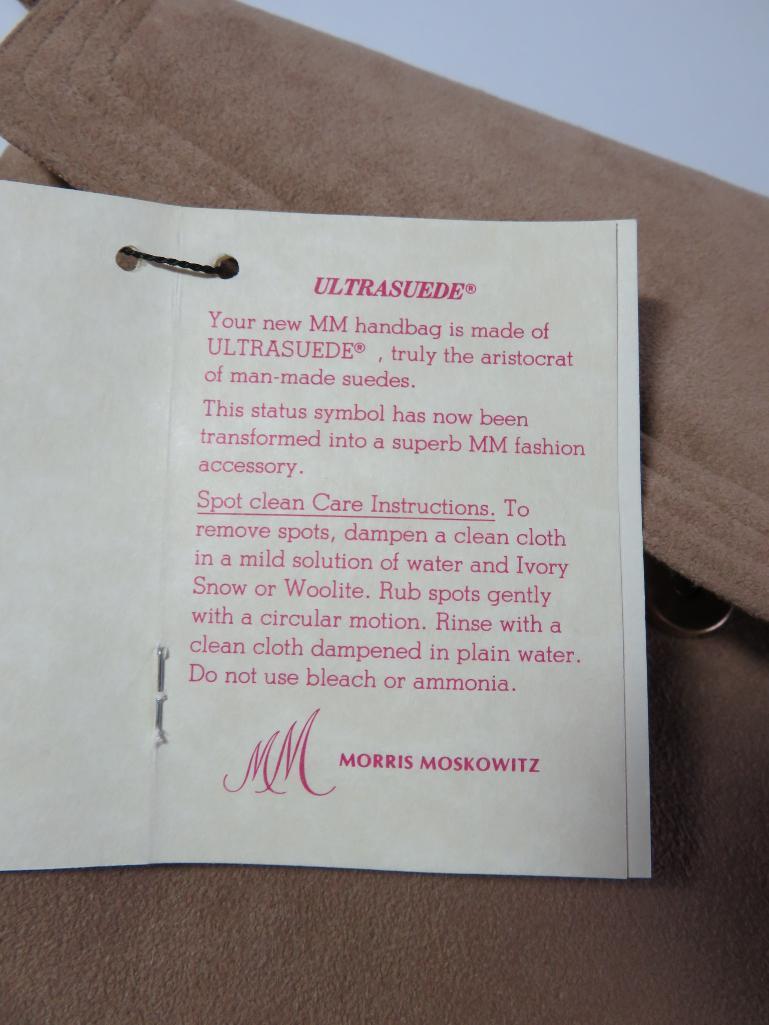 ULTRASUEDE®
Your new MM handbag is made of
ULTRASUEDE® , truly the aristocrat
of man-made suedes.
This status symbol has now been
transformed into a superb MM fashion
accessory.
Spot clean Care Instructions. To
remove spots, dampen a clean cloth
in a mild solution of water and Ivory
Snow or Woolite. Rub spots gently
with a circular motion. Rinse with a
clean cloth dampened in plain water.
Do not use bleach or ammonia.
MM MORRIS MOSKOWITZ